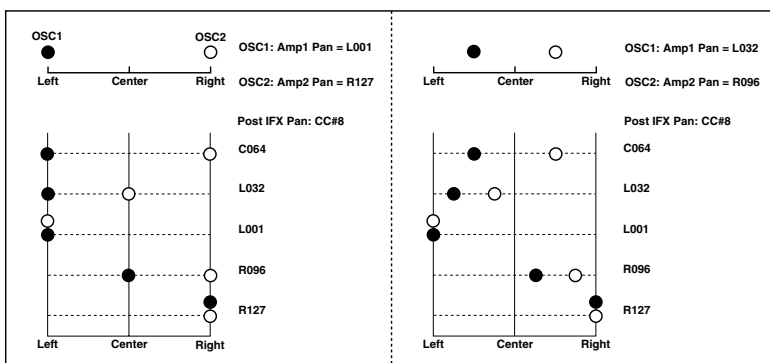 OSC1 OSC2
OSC1: Amp1 Pan = L001
Left Center Right
OSC2: Amp2 Pan = R127
Post IFX Pan: CC#8
C064
L032
L001
R096
R127
Left Center Right
OSC1: Amp1 Pan = L032
Left Center Right
OSC2: Amp2 Pan = R096
Post IFX Pan: CC#8
C064
L032
L001
R096
R127
Left Center Right